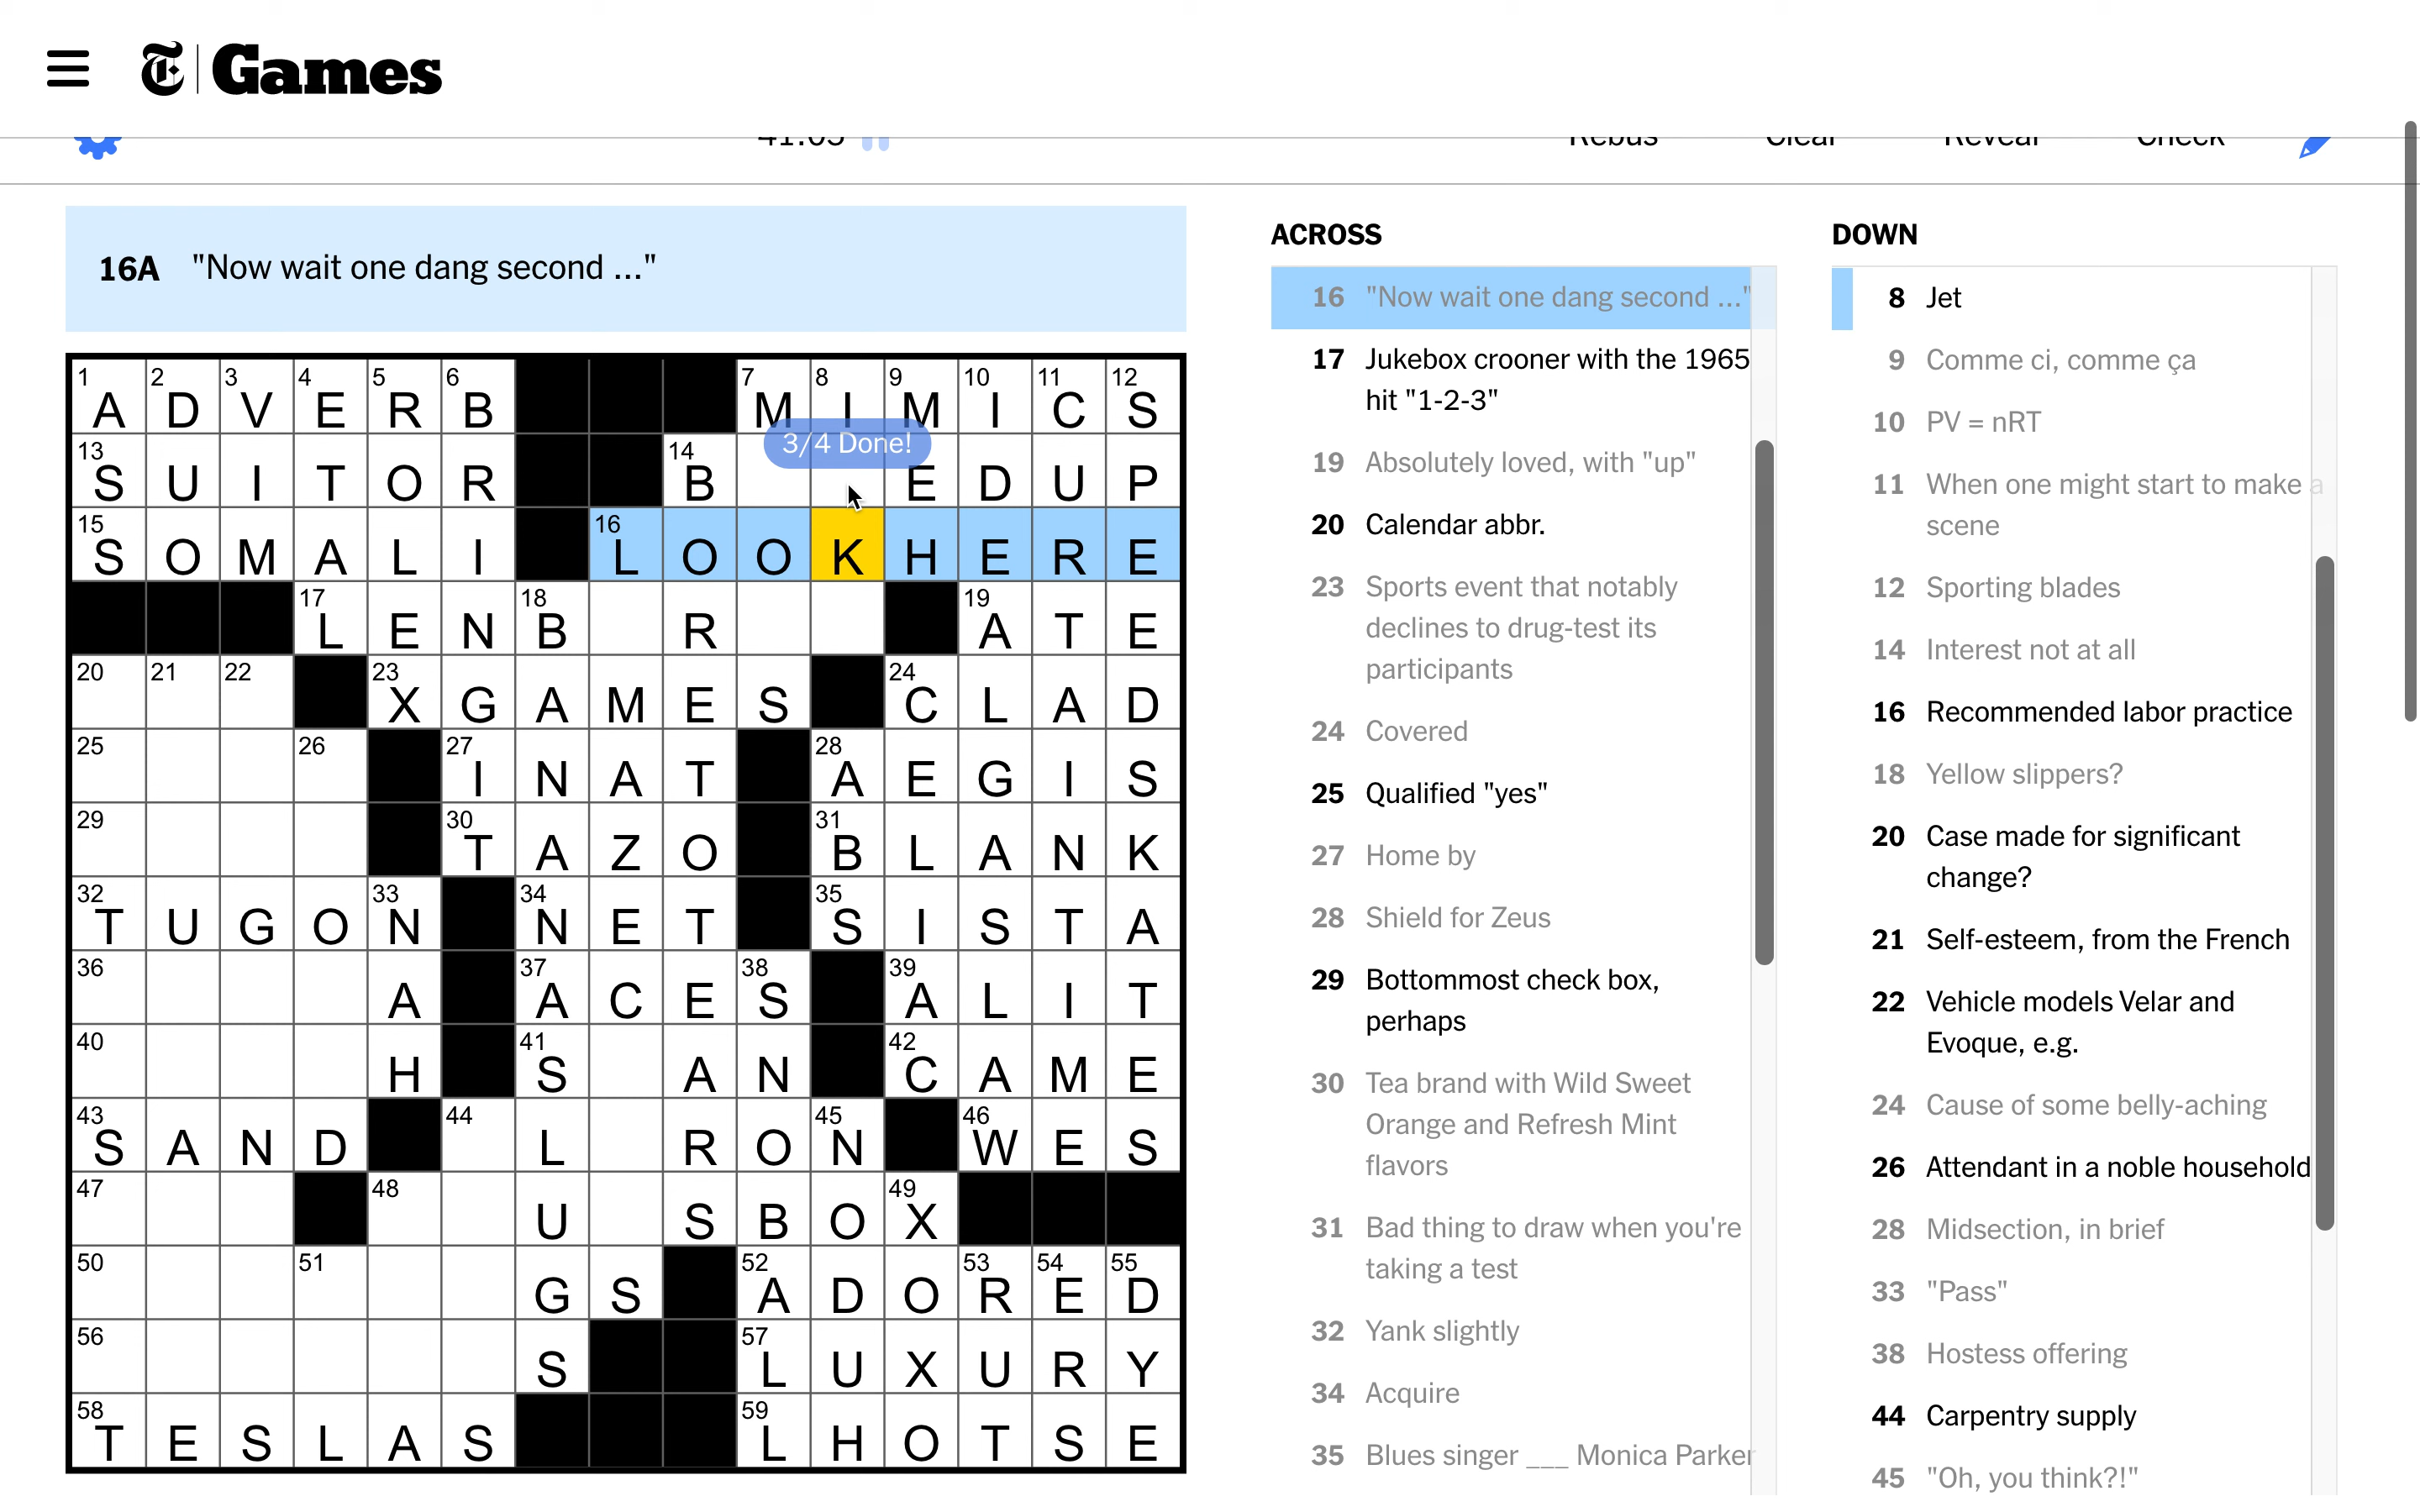 T Games
41:05 Rebus Clear Reveal Check
16A "Now wait one dang second ..."
1 2 3 4 5 6 7 8 9 10 11 12
A D V E R B M I M I C S
3/4 Done!
13 14
S U I T O R B E D U P
15 16
S O M A L I L O O K H E R E
17 18 19
L E N B R A T E
20 21 22 23 24
X G A M E S C L A D
25 26 27 28
I N A T A E G I S
29 30 31
T A Z O B L A N K
32 33 34 35
T U G O N N E T S I S T A
36 37 38 39
A A C E S A L I T
40 41 42
H S A N C A M E
43 44 45 46
S A N D L R O N W E S
47 48 49
U S B O X
50 51 52 53 54 55
G S A D O R E D
56 57
S L U X U R Y
58 59
T E S L A S L H O T S E
ACROSS
16 "Now wait one dang second ..."
17 Jukebox crooner with the 1965
hit "1-2-3"
19 Absolutely loved, with "up"
20 Calendar abbr.
23 Sports event that notably
declines to drug-test its
participants
24 Covered
25 Qualified "yes"
27 Home by
28 Shield for Zeus
29 Bottommost check box,
perhaps
30 Tea brand with Wild Sweet
Orange and Refresh Mint
flavors
31 Bad thing to draw when you're
taking a test
32 Yank slightly
34 Acquire
35 Blues singer ___ Monica Parker
DOWN
8 Jet
9 Comme ci, comme ça
10 PV = nRT
11 When one might start to make a
scene
12 Sporting blades
14 Interest not at all
16 Recommended labor practice
18 Yellow slippers?
20 Case made for significant
change?
21 Self-esteem, from the French
22 Vehicle models Velar and
Evoque, e.g.
24 Cause of some belly-aching
26 Attendant in a noble household
28 Midsection, in brief
33 "Pass"
38 Hostess offering
44 Carpentry supply
45 "Oh, you think?!"